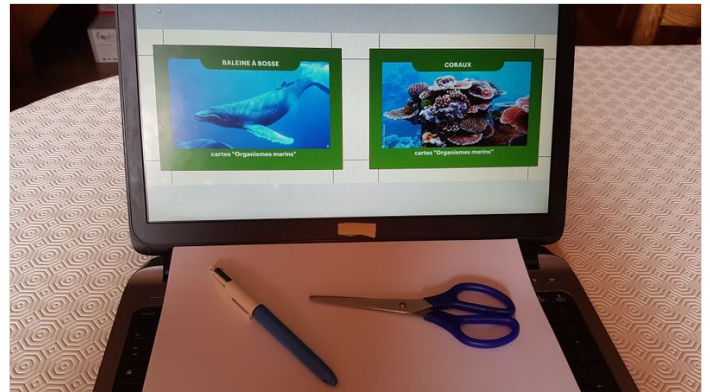 BALEINE À BOSSE
cartes "Organismes marins"
CORAUX
cartes "Organismes marins"